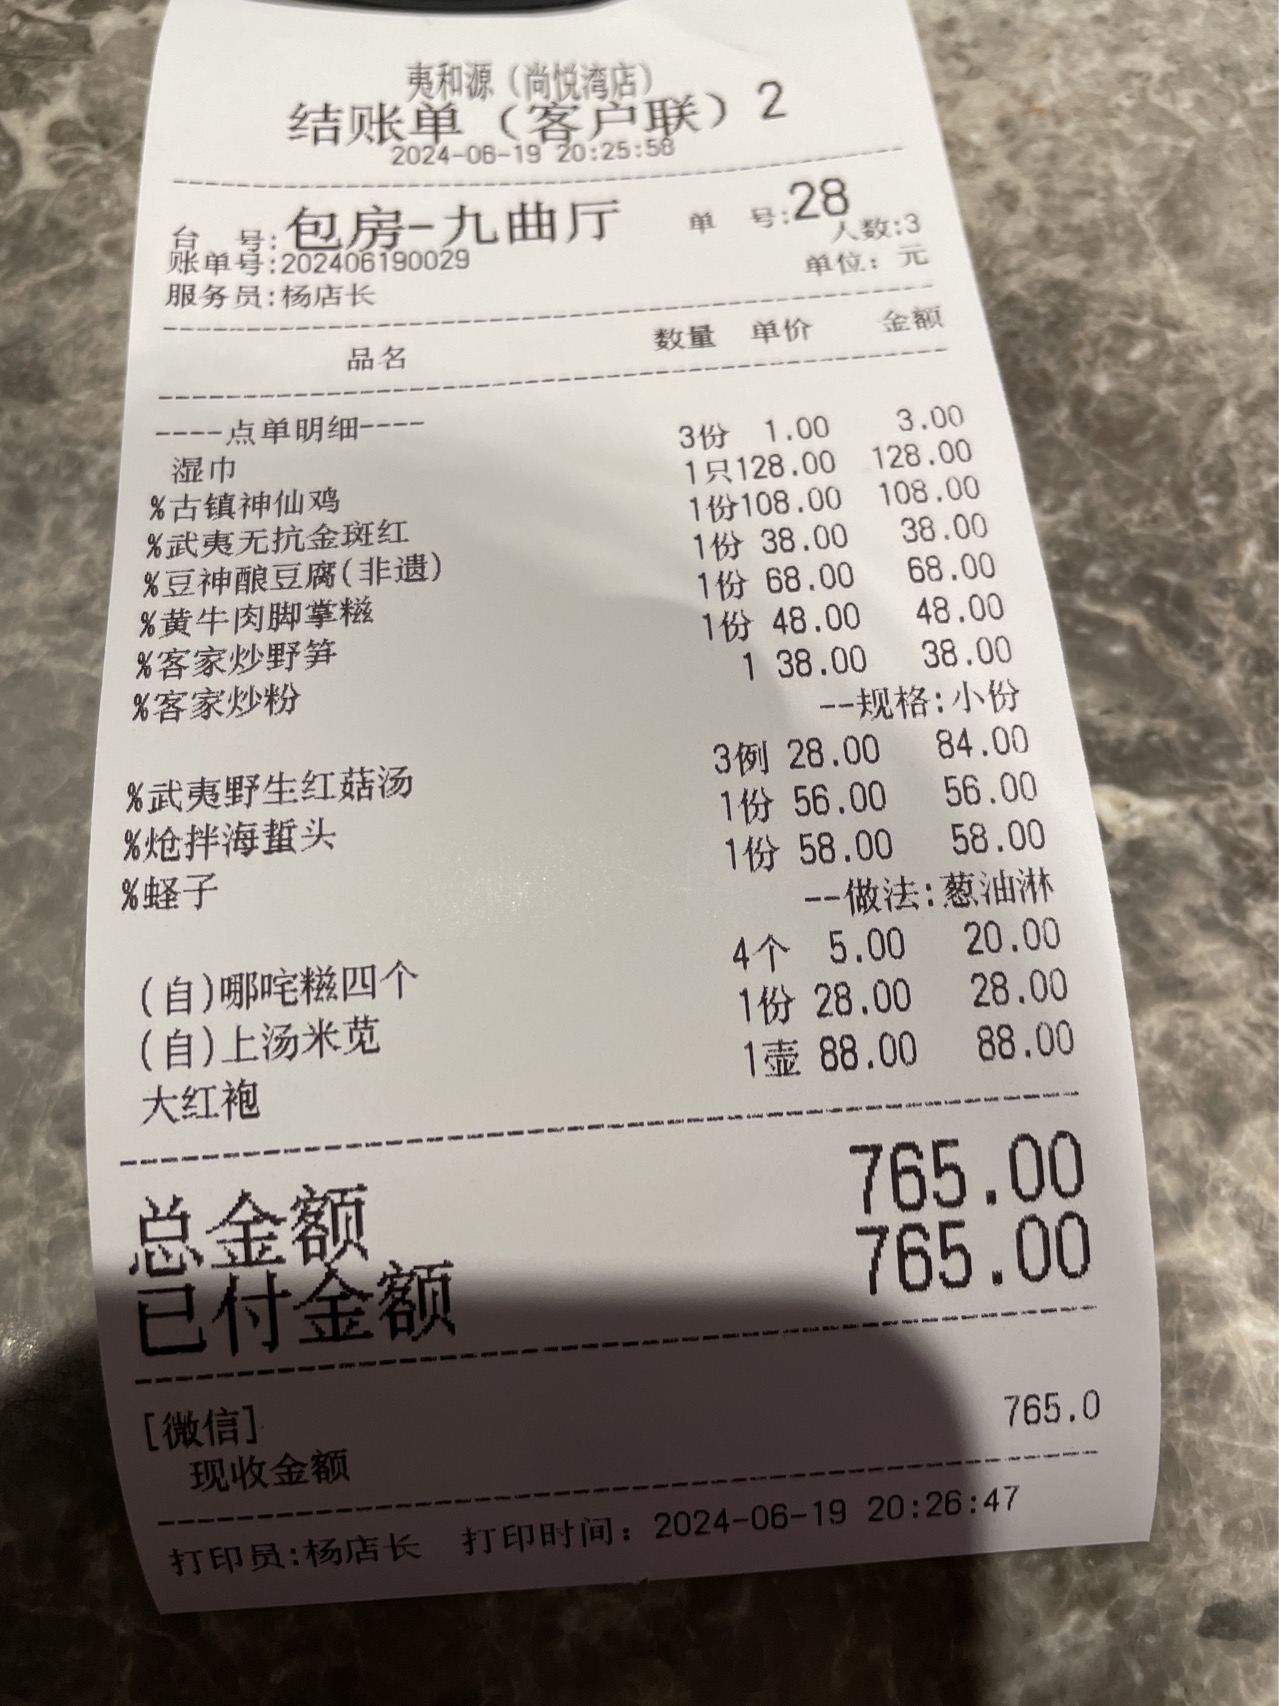 夷和源（尚悦湾店）
结账单（客户联）2
2024-06-19 20:25:58
台 号:包房-九曲厅 单 号:28
账单号:202406190029 人数:3
服务员:杨店长 单位：元
品名 数量 单价 金额
----点单明细----
湿巾 3份 1.00 3.00
%古镇神仙鸡 1只128.00 128.00
%武夷无抗金斑红 1份108.00 108.00
%豆神酿豆腐(非遗) 1份 38.00 38.00
%黄牛肉脚掌糍 1份 68.00 68.00
%客家炒野笋 1份 48.00 48.00
%客家炒粉 1 38.00 38.00
--规格:小份
%武夷野生红菇汤 3例 28.00 84.00
%炝拌海蜇头 1份 56.00 56.00
%蛏子 1份 58.00 58.00
--做法:葱油淋
(自)哪咤糍四个 4个 5.00 20.00
(自)上汤米苋 1份 28.00 28.00
大红袍 1壶 88.00 88.00
总金额 765.00
已付金额 765.00
[微信] 765.0
现收金额
打印员:杨店长 打印时间：2024-06-19 20:26:47